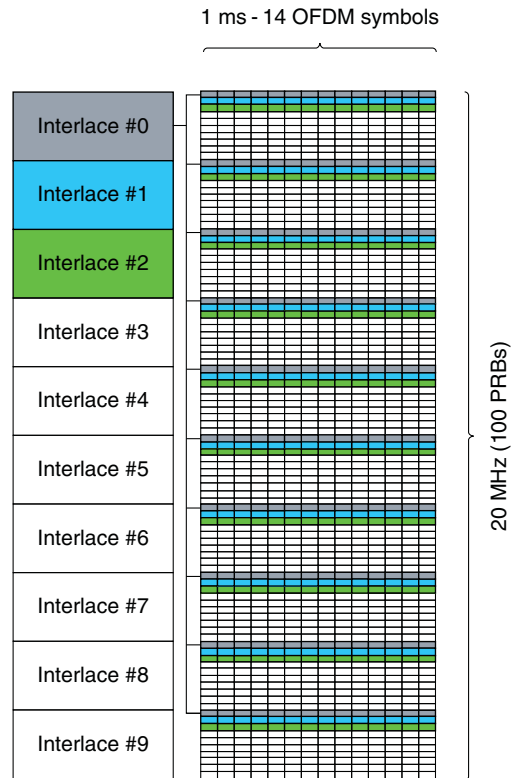 1 ms - 14 OFDM symbols
Interlace #0
Interlace #1
Interlace #2
Interlace #3
Interlace #4
Interlace #5
Interlace #6
Interlace #7
Interlace #8
Interlace #9
20 MHz (100 PRBs)